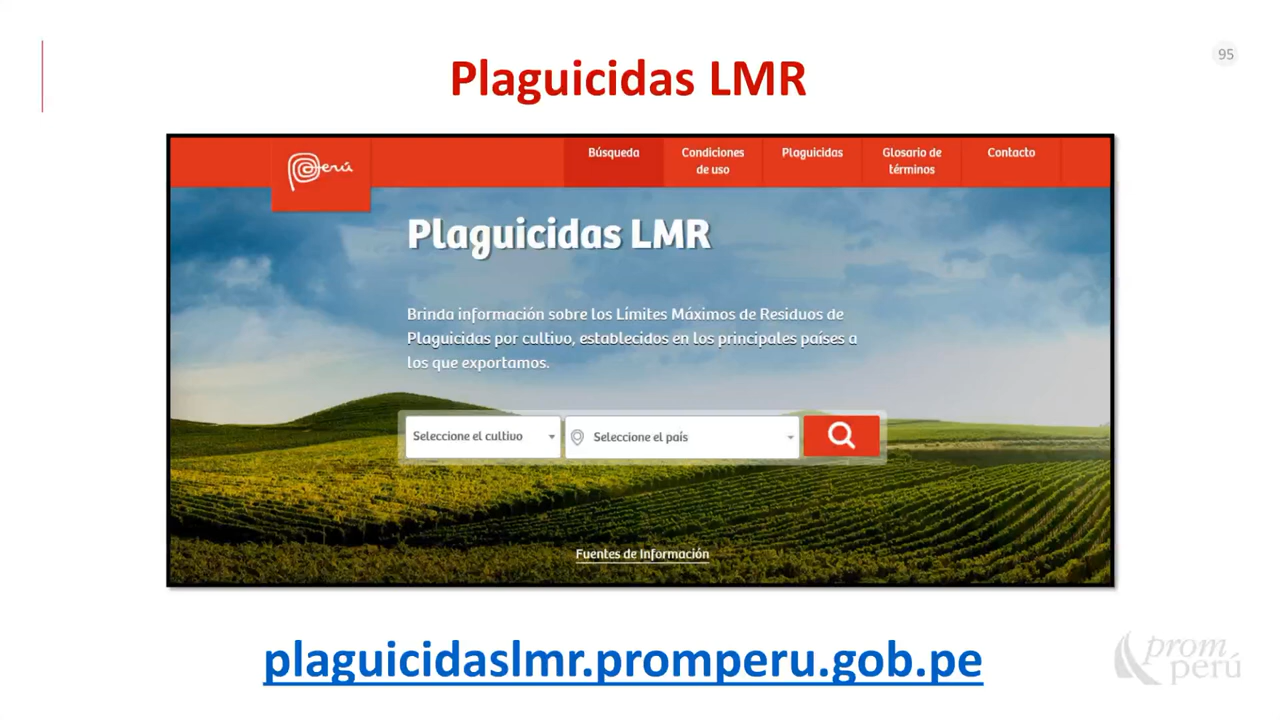 95
Plaguicidas LMR
Perú
Búsqueda
Condiciones
de uso
Plaguicidas
Glosario de
términos
Contacto
Plaguicidas LMR
Brinda información sobre los Límites Máximos de Residuos de
Plaguicidas por cultivo, establecidos en los principales países a
los que exportamos.
Seleccione el cultivo
Seleccione el país
Fuentes de Información
plaguicidaslmr.promperu.gob.pe
prom
perú